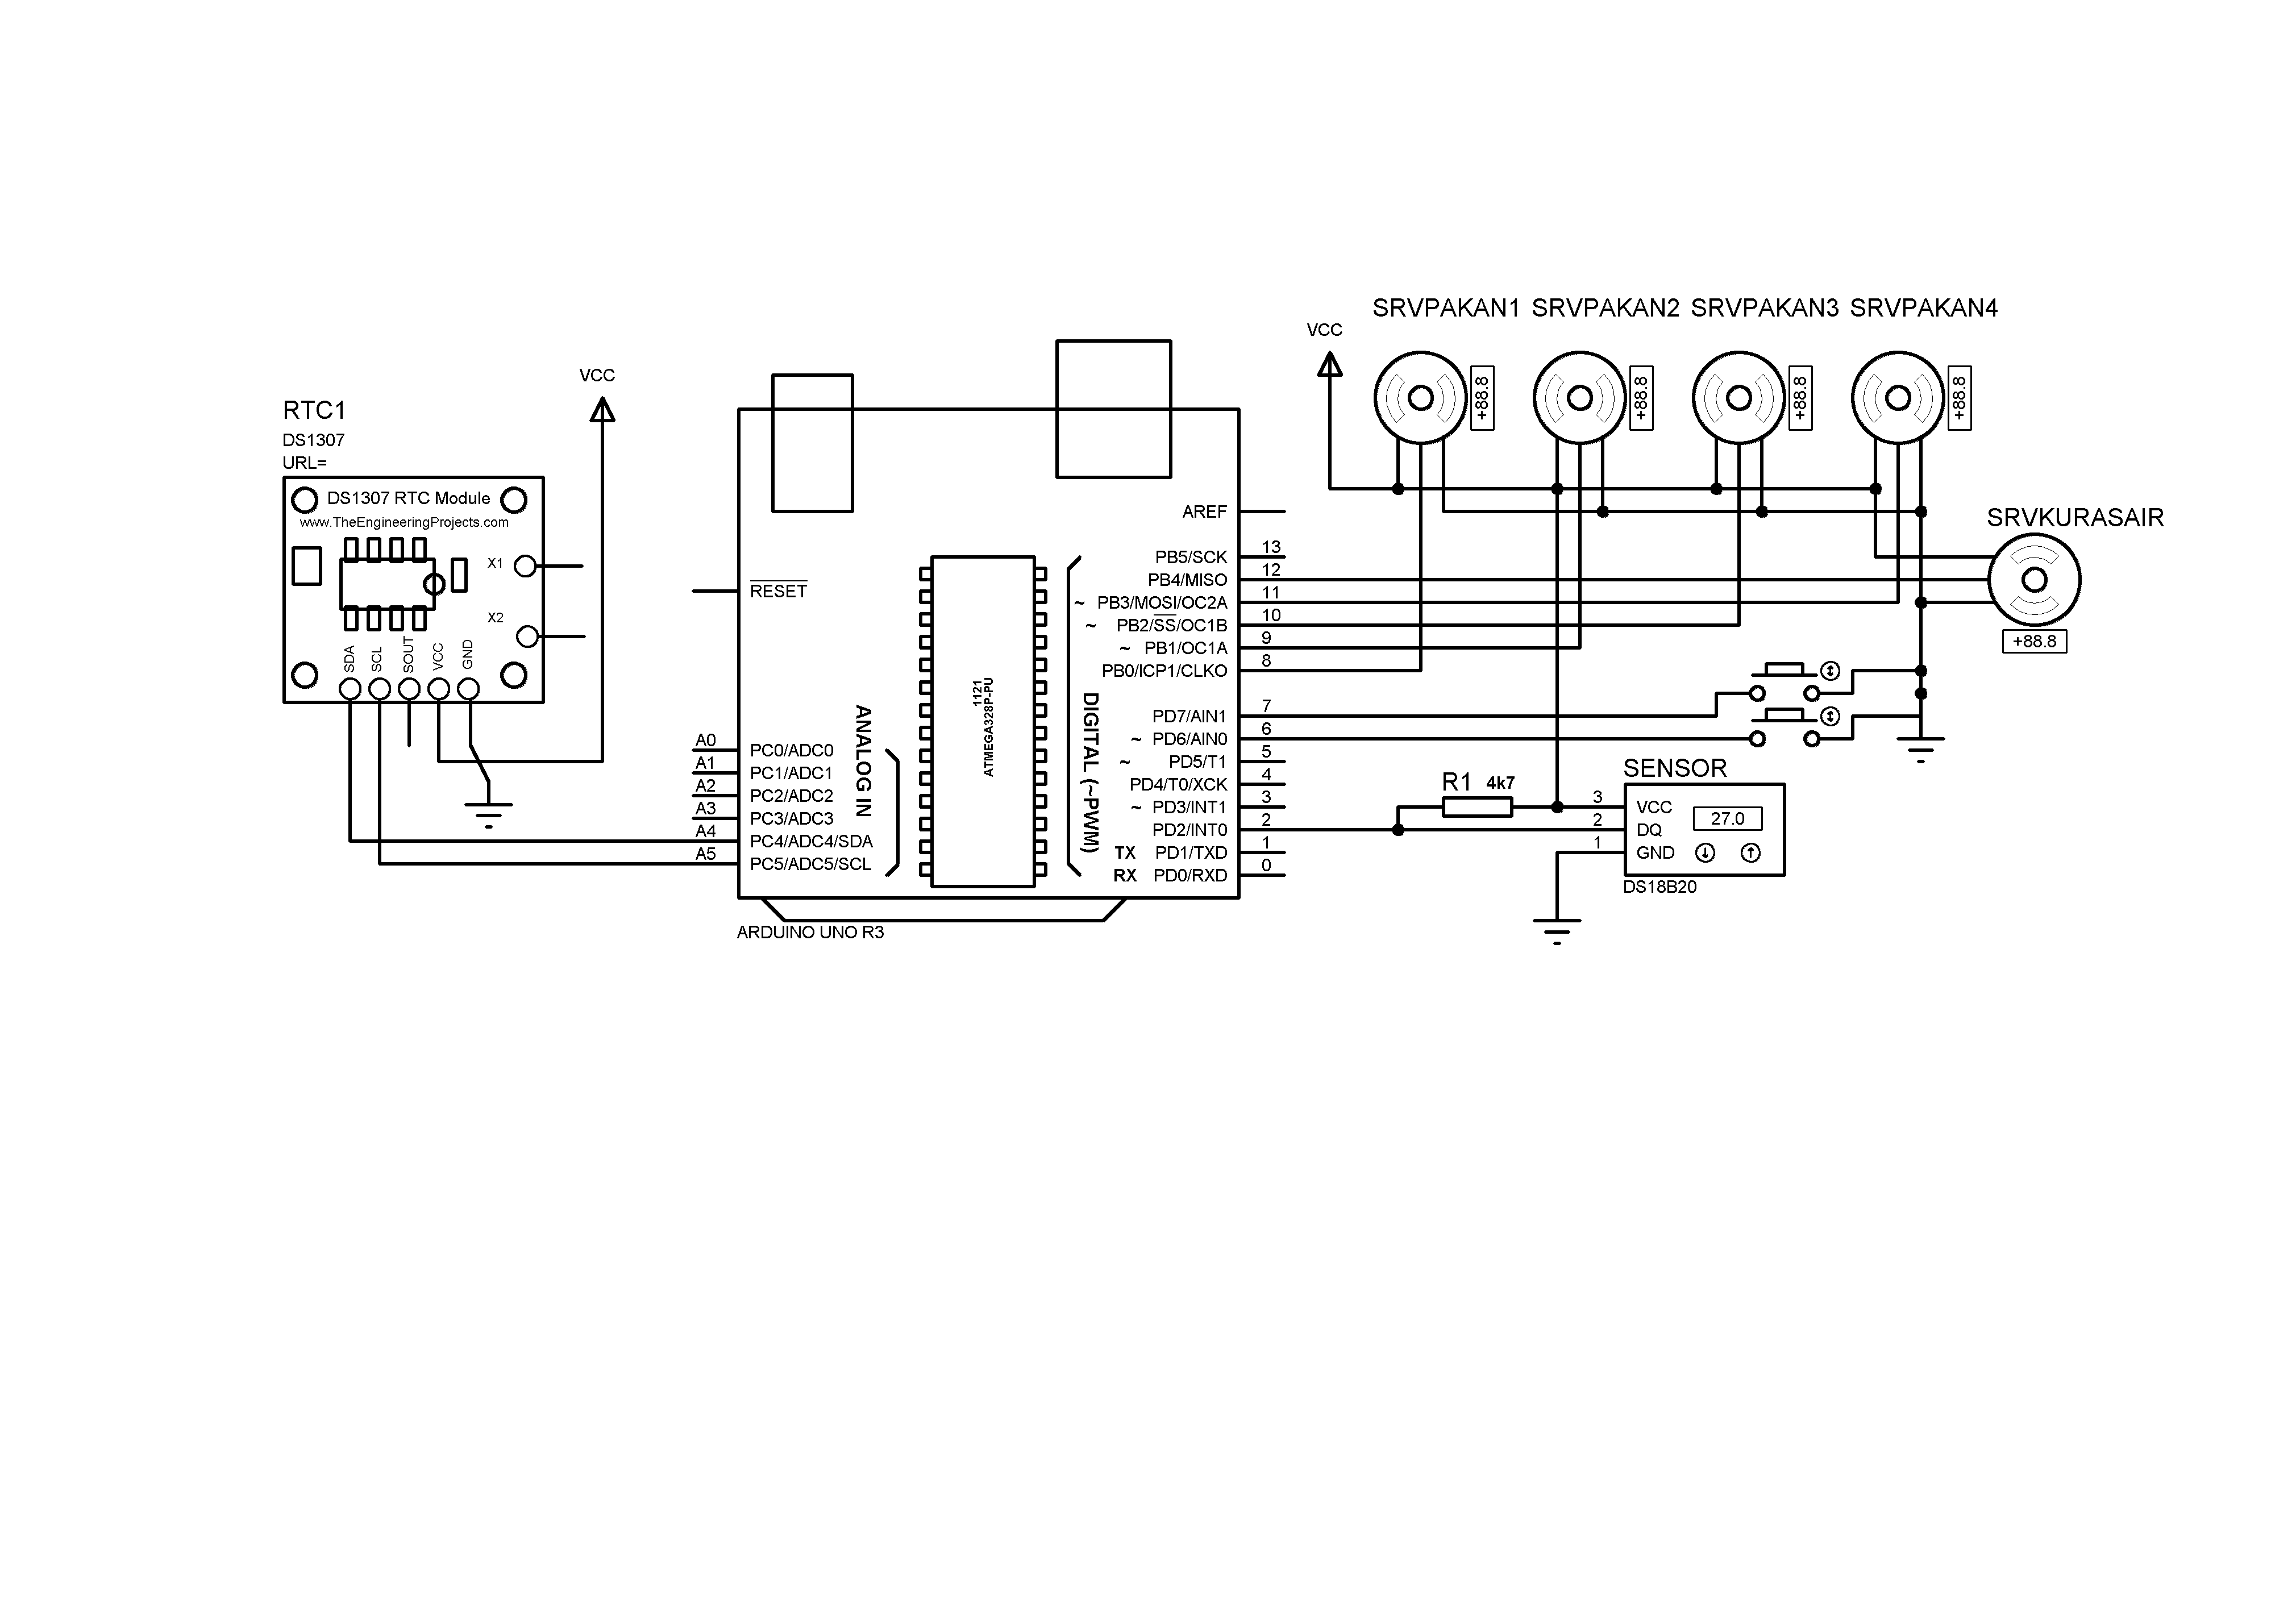 SRVPAKAN1 SRVPAKAN2 SRVPAKAN3 SRVPAKAN4
VCC
+88.8 +88.8 +88.8 +88.8
VCC
RTC1
DS1307
URL=
DS1307 RTC Module
www.TheEngineeringProjects.com
X1
X2
SDA SCL SOUT VCC GND
RESET
A0 PC0/ADC0
A1 PC1/ADC1
A2 PC2/ADC2
A3 PC3/ADC3
A4 PC4/ADC4/SDA
A5 PC5/ADC5/SCL
ANALOG IN
1121
ATMEGA328P-PU
DIGITAL (~PWM)
AREF
PB5/SCK 13
PB4/MISO 12
~ PB3/MOSI/OC2A 11
~ PB2/SS/OC1B 10
~ PB1/OC1A 9
PB0/ICP1/CLKO 8
PD7/AIN1 7
~ PD6/AIN0 6
~ PD5/T1 5
PD4/T0/XCK 4
~ PD3/INT1 3
PD2/INT0 2
TX PD1/TXD 1
RX PD0/RXD 0
ARDUINO UNO R3
SRVKURASAIR
+88.8
R1 4k7
SENSOR
3 VCC
2 DQ
1 GND
27.0
DS18B20